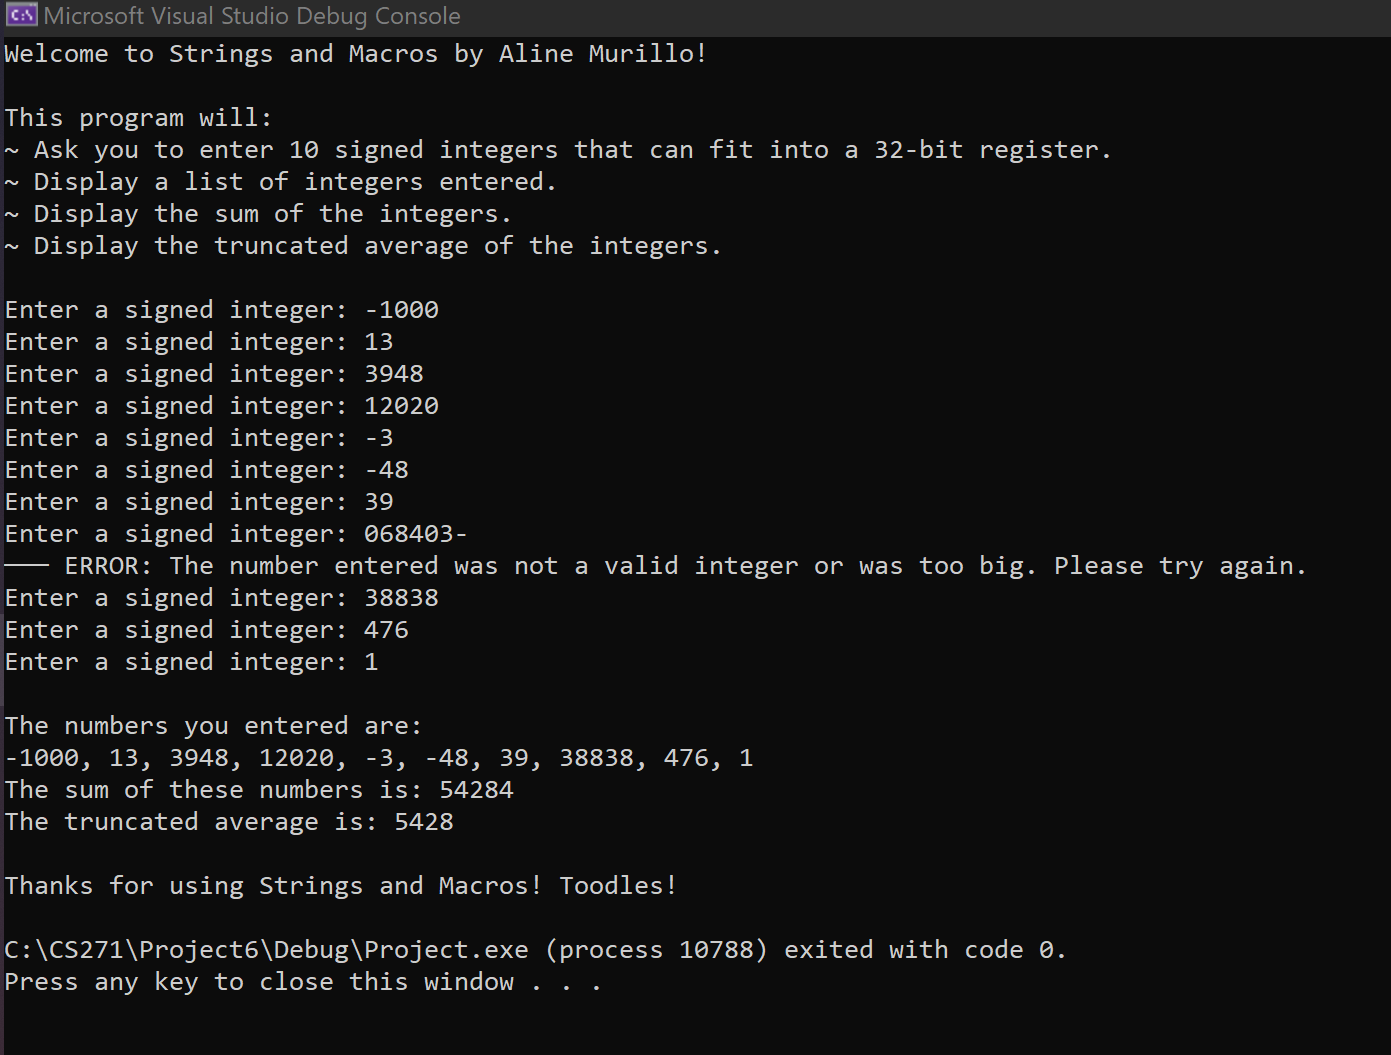 Microsoft Visual Studio Debug Console
Welcome to Strings and Macros by Aline Murillo!
This program will:
~ Ask you to enter 10 signed integers that can fit into a 32-bit register.
~ Display a list of integers entered.
~ Display the sum of the integers.
~ Display the truncated average of the integers.
Enter a signed integer: -1000
Enter a signed integer: 13
Enter a signed integer: 3948
Enter a signed integer: 12020
Enter a signed integer: -3
Enter a signed integer: -48
Enter a signed integer: 39
Enter a signed integer: 068403-
─── ERROR: The number entered was not a valid integer or was too big. Please try again.
Enter a signed integer: 38838
Enter a signed integer: 476
Enter a signed integer: 1
The numbers you entered are:
-1000, 13, 3948, 12020, -3, -48, 39, 38838, 476, 1
The sum of these numbers is: 54284
The truncated average is: 5428
Thanks for using Strings and Macros! Toodles!
C:\CS271\Project6\Debug\Project.exe (process 10788) exited with code 0.
Press any key to close this window . . .